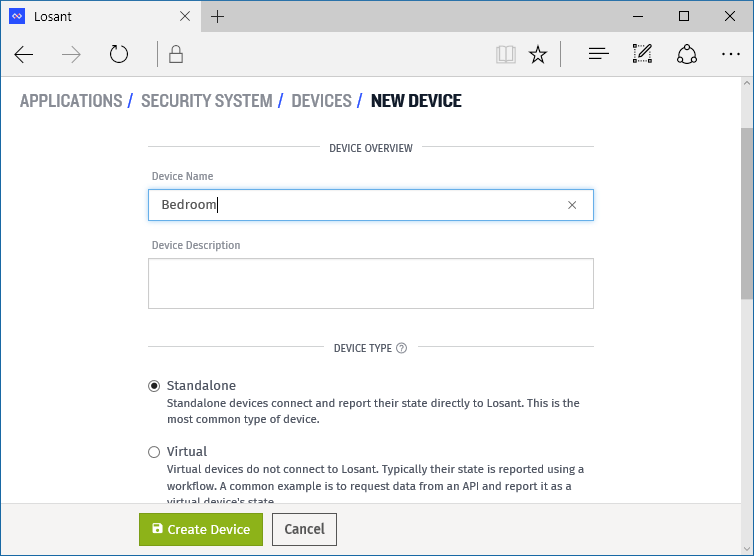 Losant
APPLICATIONS / SECURITY SYSTEM / DEVICES / NEW DEVICE
DEVICE OVERVIEW
Device Name
Bedroom
Device Description
DEVICE TYPE
Standalone
Standalone devices connect and report their state directly to Losant. This is the
most common type of device.
Virtual
Virtual devices do not connect to Losant. Typically their state is reported using a
workflow. A common example is to request data from an API and report it as a
virtual device's state.
Create Device
Cancel